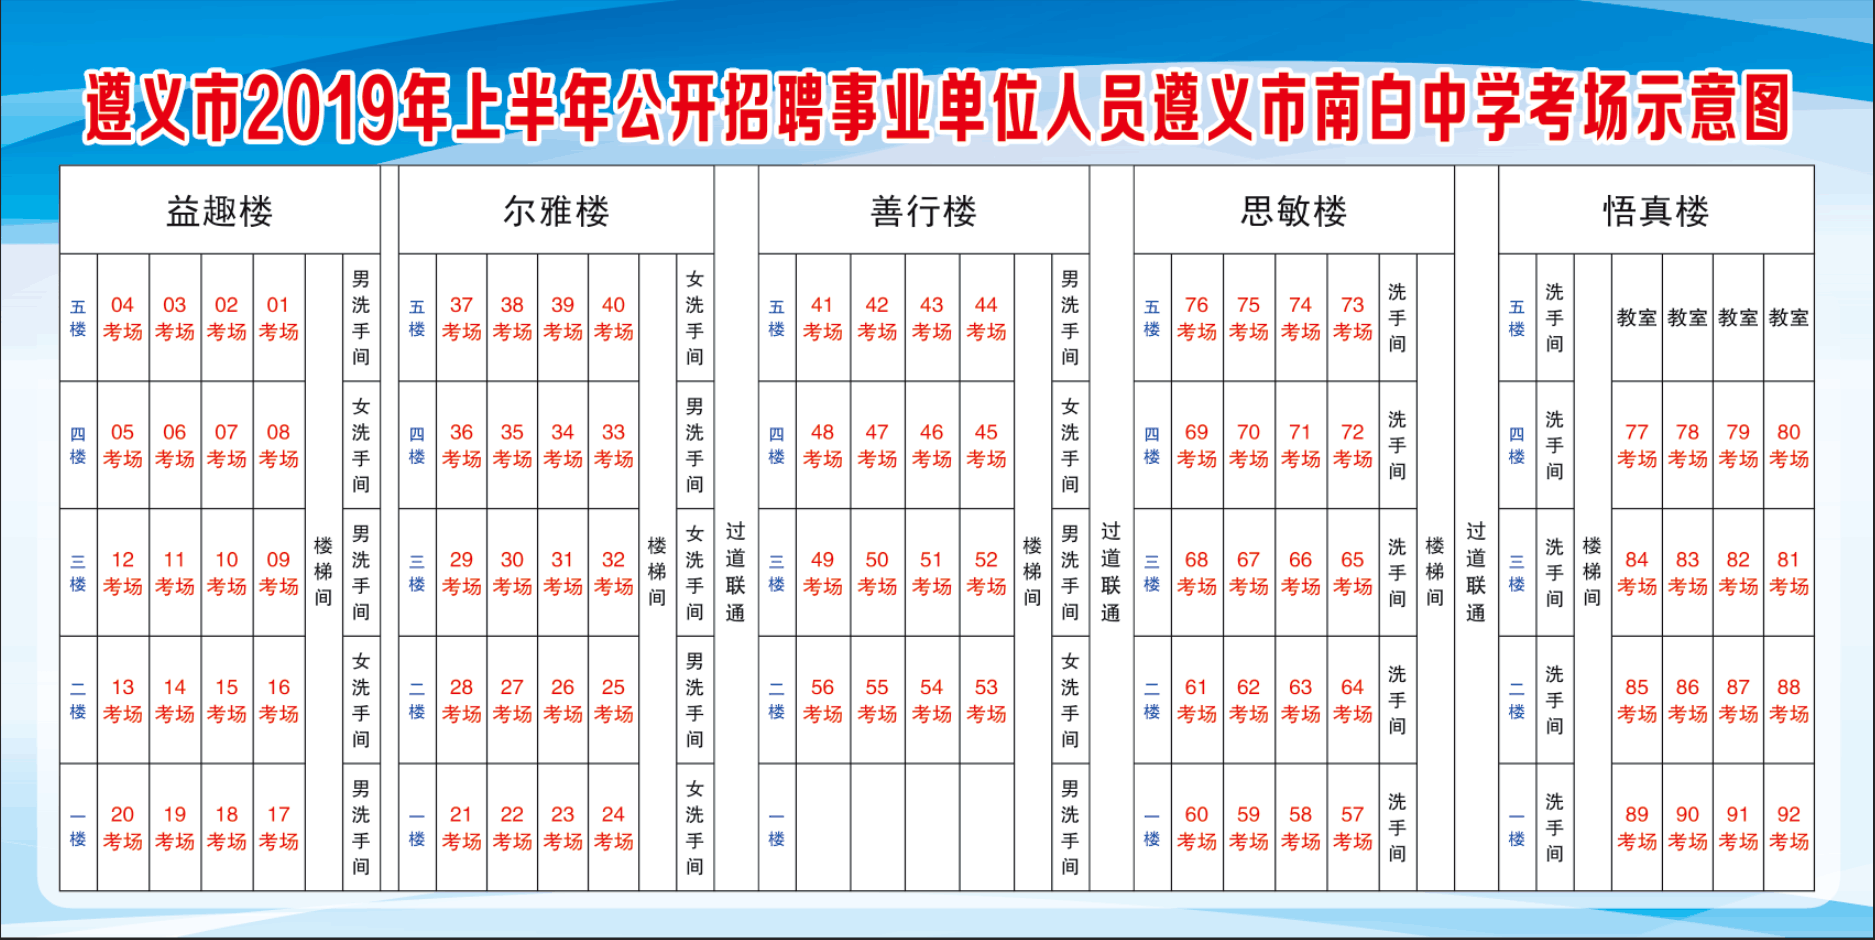 遵义市2019年上半年公开招聘事业单位人员遵义市南白中学考场示意图
益趣楼 尔雅楼 善行楼 思敏楼 悟真楼
五楼 04考场 03考场 02考场 01考场 男洗手间 五楼 37考场 38考场 39考场 40考场 女洗手间 五楼 41考场 42考场 43考场 44考场 男洗手间 五楼 76考场 75考场 74考场 73考场 洗手间 五楼 洗手间 教室 教室 教室 教室
四楼 05考场 06考场 07考场 08考场 女洗手间 四楼 36考场 35考场 34考场 33考场 男洗手间 四楼 48考场 47考场 46考场 45考场 女洗手间 四楼 69考场 70考场 71考场 72考场 洗手间 四楼 洗手间 77考场 78考场 79考场 80考场
三楼 12考场 11考场 10考场 09考场 楼梯间 男洗手间 三楼 29考场 30考场 31考场 32考场 楼梯间 女洗手间 过道联通 三楼 49考场 50考场 51考场 52考场 楼梯间 男洗手间 过道联通 三楼 68考场 67考场 66考场 65考场 洗手间 楼梯间 过道联通 三楼 洗手间 楼梯间 84考场 83考场 82考场 81考场
二楼 13考场 14考场 15考场 16考场 女洗手间 二楼 28考场 27考场 26考场 25考场 男洗手间 二楼 56考场 55考场 54考场 53考场 女洗手间 二楼 61考场 62考场 63考场 64考场 洗手间 二楼 洗手间 85考场 86考场 87考场 88考场
一楼 20考场 19考场 18考场 17考场 男洗手间 一楼 21考场 22考场 23考场 24考场 女洗手间 一楼 男洗手间 一楼 60考场 59考场 58考场 57考场 洗手间 一楼 洗手间 89考场 90考场 91考场 92考场